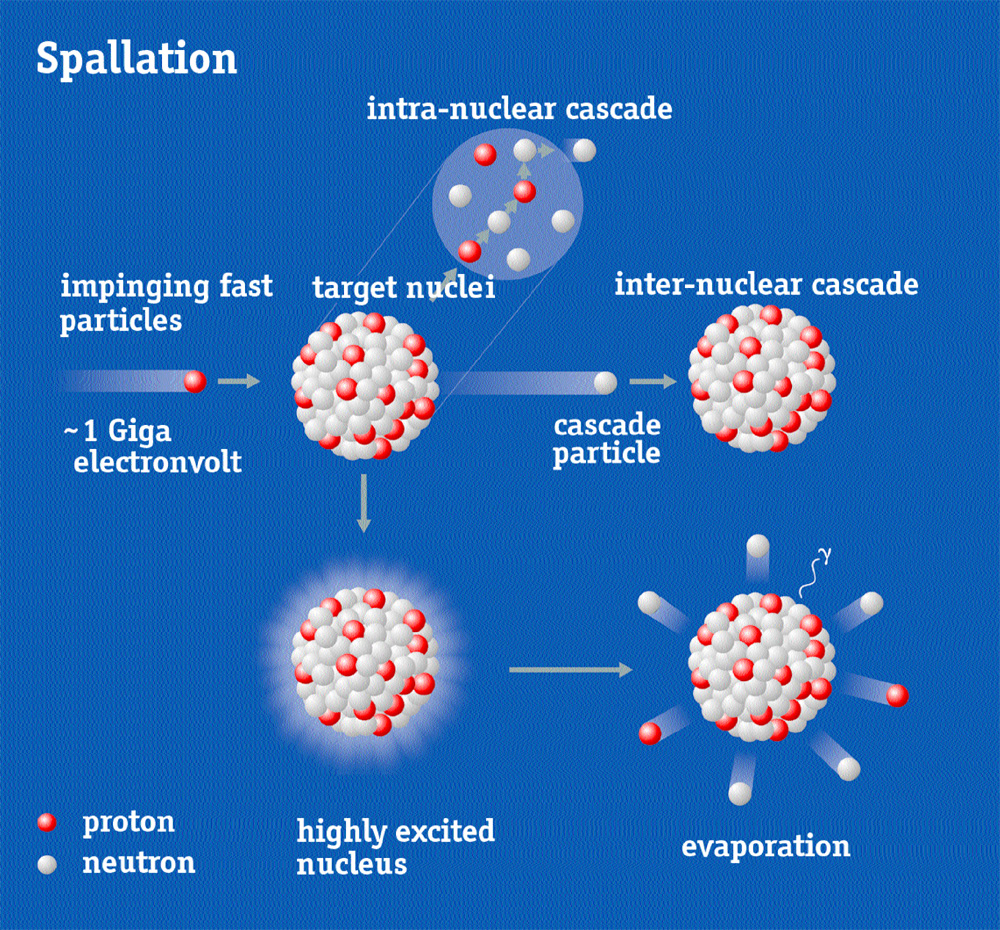 Spallation
intra-nuclear cascade
impinging fast
particles
target nuclei
inter-nuclear cascade
~1 Giga
electronvolt
cascade
particle
γ
proton
neutron
highly excited
nucleus
evaporation